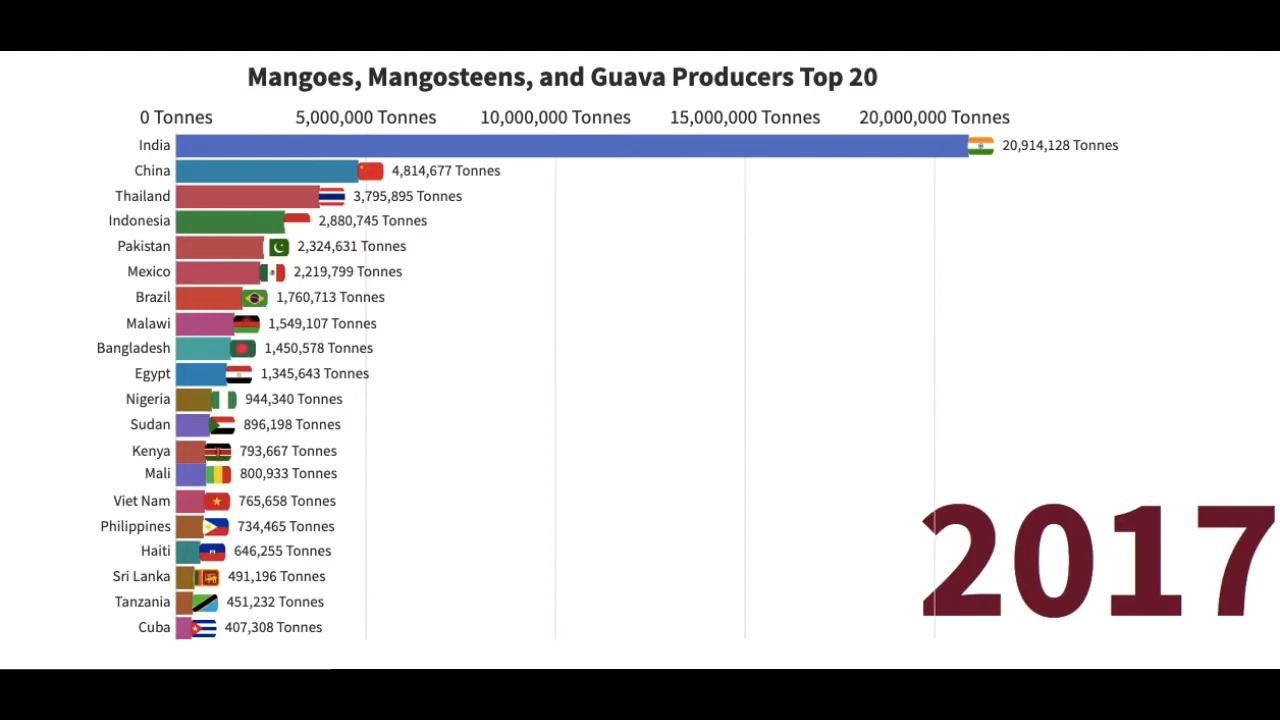 Mangoes, Mangosteens, and Guava Producers Top 20
0 Tonnes 5,000,000 Tonnes 10,000,000 Tonnes 15,000,000 Tonnes 20,000,000 Tonnes
India 20,914,128 Tonnes
China 4,814,677 Tonnes
Thailand 3,795,895 Tonnes
Indonesia 2,880,745 Tonnes
Pakistan 2,324,631 Tonnes
Mexico 2,219,799 Tonnes
Brazil 1,760,713 Tonnes
Malawi 1,549,107 Tonnes
Bangladesh 1,450,578 Tonnes
Egypt 1,345,643 Tonnes
Nigeria 944,340 Tonnes
Sudan 896,198 Tonnes
Kenya 793,667 Tonnes
Mali 800,933 Tonnes
Viet Nam 765,658 Tonnes
Philippines 734,465 Tonnes
Haiti 646,255 Tonnes
Sri Lanka 491,196 Tonnes
Tanzania 451,232 Tonnes
Cuba 407,308 Tonnes
2017